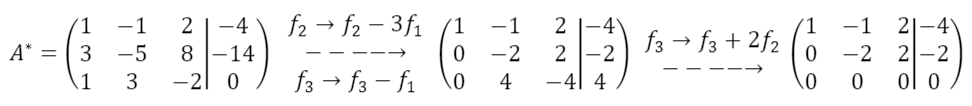 A* = (1 −1 2 | −4; 3 −5 8 | −14; 1 3 −2 | 0) f₂ → f₂ − 3f₁ − − − − −→ f₃ → f₃ − f₁ (1 −1 2 | −4; 0 −2 2 | −2; 0 4 −4 | 4) f₃ → f₃ + 2f₂ − − − − −→ (1 −1 2 | −4; 0 −2 2 | −2; 0 0 0 | 0)